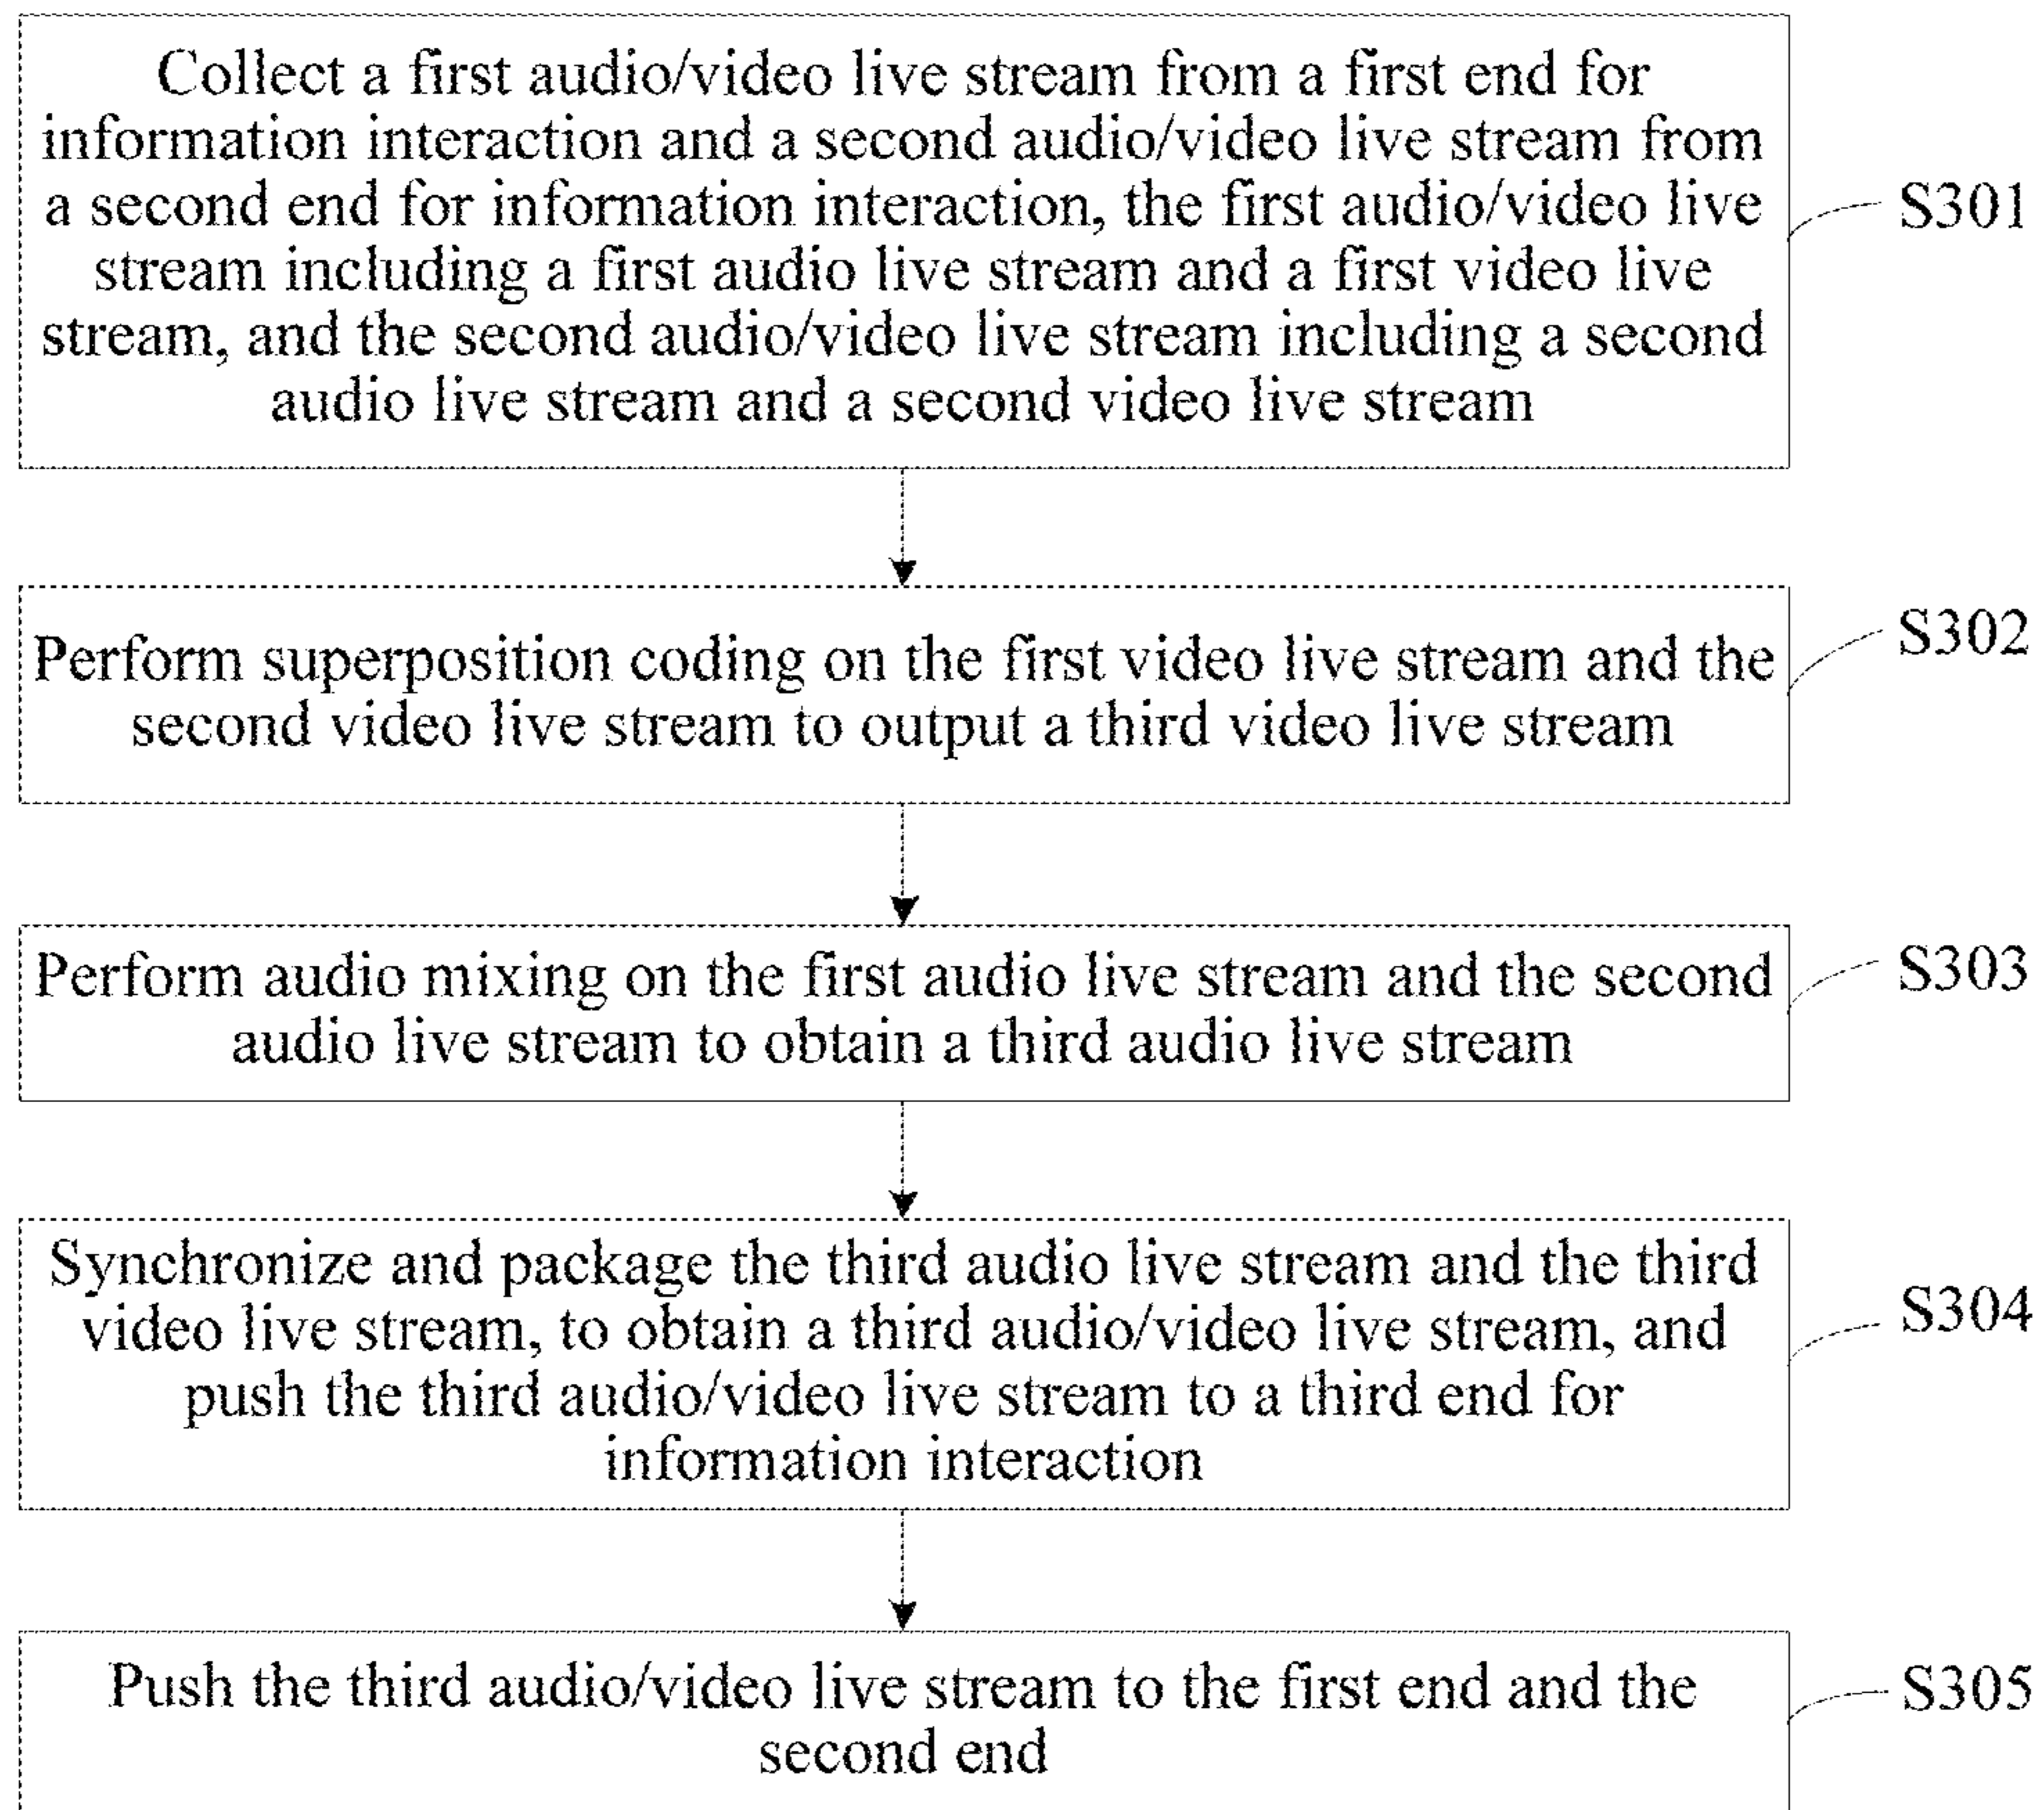 Collect a first audio/video live stream from a first end for
information interaction and a second audio/video live stream from
a second end for information interaction, the first audio/video live
stream including a first audio live stream and a first video live
stream, and the second audio/video live stream including a second
audio live stream and a second video live stream
S301
Perform superposition coding on the first video live stream and the
second video live stream to output a third video live stream
S302
Perform audio mixing on the first audio live stream and the second
audio live stream to obtain a third audio live stream
S303
Synchronize and package the third audio live stream and the third
video live stream, to obtain a third audio/video live stream, and
push the third audio/video live stream to a third end for
information interaction
S304
Push the third audio/video live stream to the first end and the
second end
S305